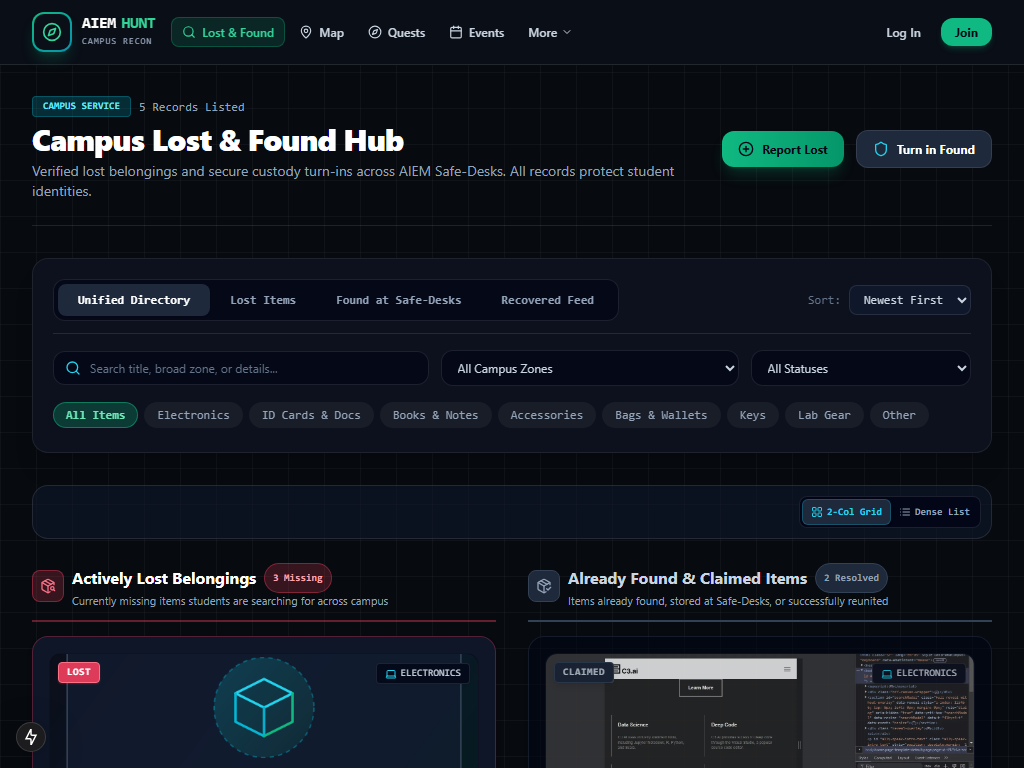 AIEM HUNT
CAMPUS RECON
Lost & Found
Map
Quests
Events
More
Log In
Join
CAMPUS SERVICE
5 Records Listed
Campus Lost & Found Hub
Verified lost belongings and secure custody turn-ins across AIEM Safe-Desks. All records protect student
identities.
Report Lost
Turn in Found
Unified Directory
Lost Items
Found at Safe-Desks
Recovered Feed
Sort:
Newest First
Search title, broad zone, or details...
All Campus Zones
All Statuses
All Items
Electronics
ID Cards & Docs
Books & Notes
Accessories
Bags & Wallets
Keys
Lab Gear
Other
2-Col Grid
Dense List
Actively Lost Belongings
3 Missing
Currently missing items students are searching for across campus
Already Found & Claimed Items
2 Resolved
Items already found, stored at Safe-Desks, or successfully reunited
LOST
ELECTRONICS
CLAIMED
C3.ai
ELECTRONICS
Learn More
Data Science
Deep Code